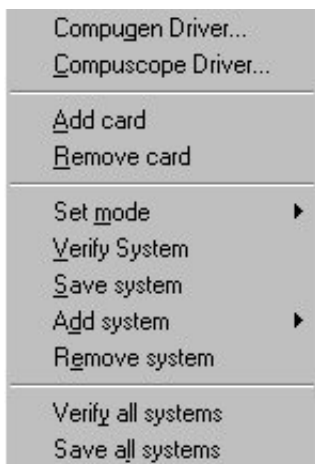 Compugen Driver...
Compuscope Driver...
Add card
Remove card
Set mode
Verify System
Save system
Add system
Remove system
Verify all systems
Save all systems